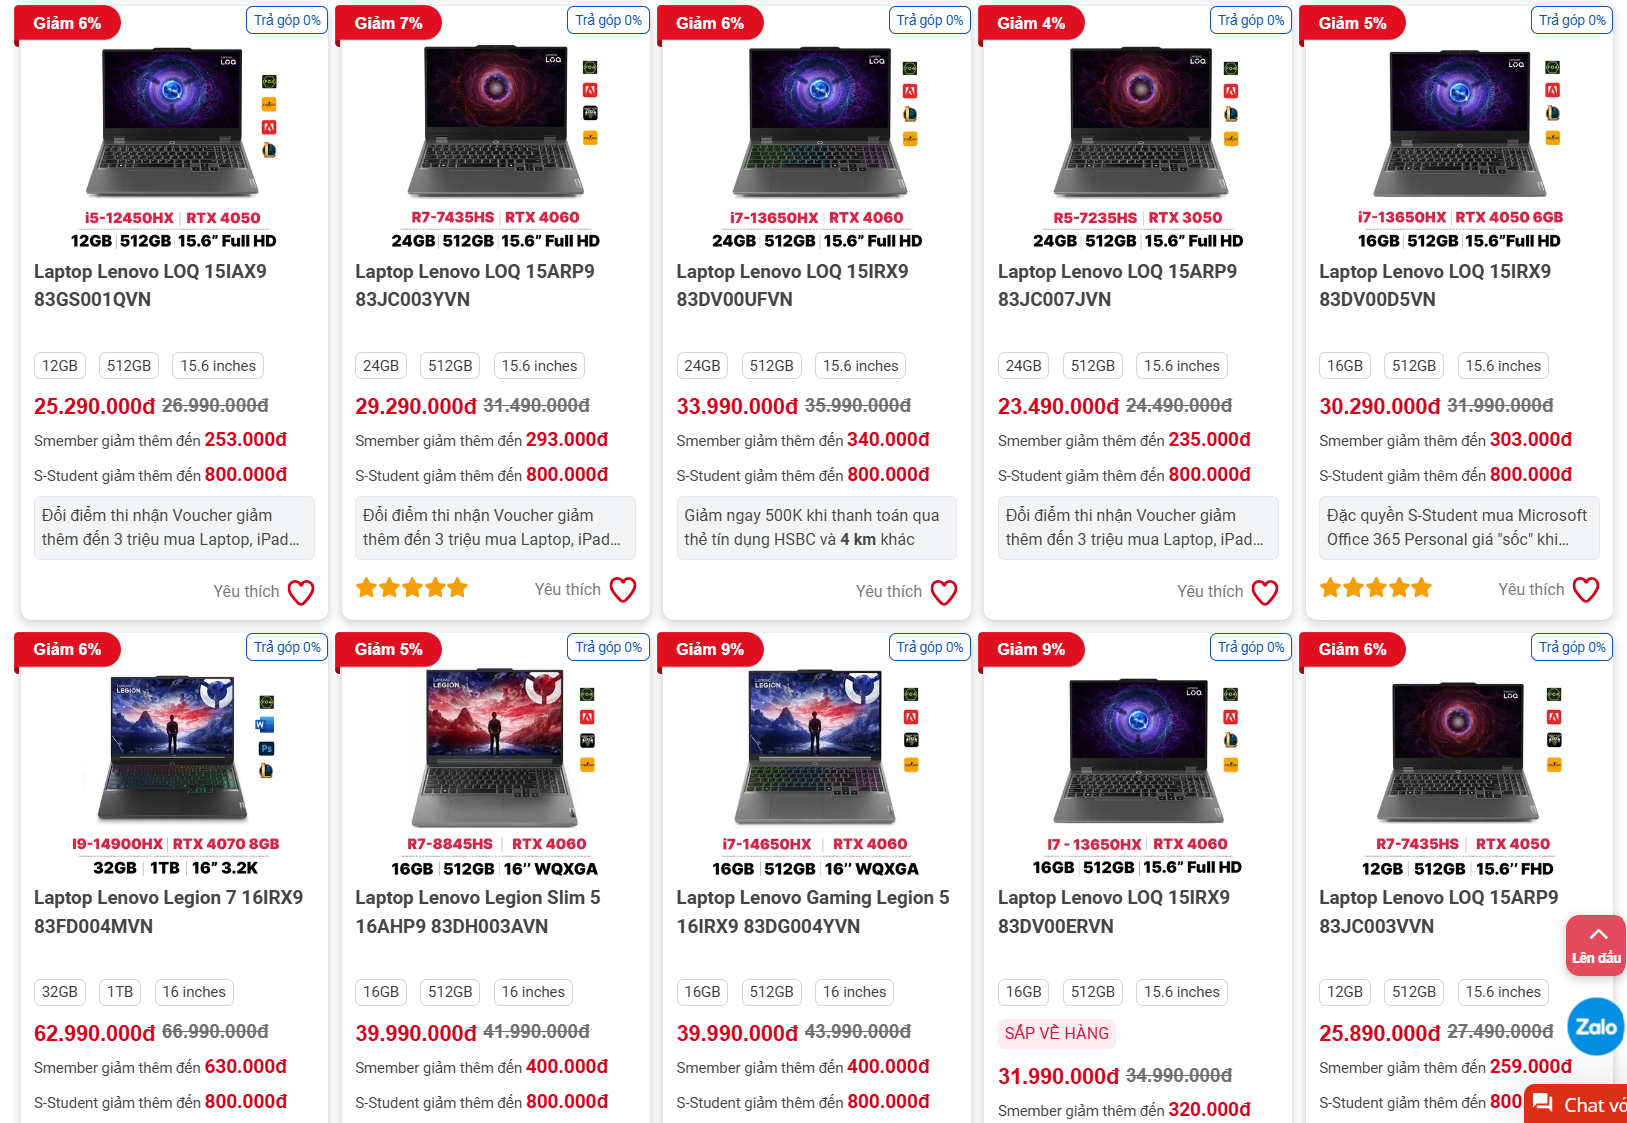 Giảm 6%
Trả góp 0%
LOQ
i5-12450HX | RTX 4050
12GB | 512GB | 15.6” Full HD
Laptop Lenovo LOQ 15IAX9
83GS001QVN
12GB 512GB 15.6 inches
25.290.000đ 26.990.000đ
Smember giảm thêm đến 253.000đ
S-Student giảm thêm đến 800.000đ
Đổi điểm thi nhận Voucher giảm
thêm đến 3 triệu mua Laptop, iPad...
Yêu thích
Giảm 7%
Trả góp 0%
LOQ
R7-7435HS | RTX 4060
24GB | 512GB | 15.6” Full HD
Laptop Lenovo LOQ 15ARP9
83JC003YVN
24GB 512GB 15.6 inches
29.290.000đ 31.490.000đ
Smember giảm thêm đến 293.000đ
S-Student giảm thêm đến 800.000đ
Đổi điểm thi nhận Voucher giảm
thêm đến 3 triệu mua Laptop, iPad...
Yêu thích
Giảm 6%
Trả góp 0%
LOQ
i7-13650HX | RTX 4060
24GB | 512GB | 15.6” Full HD
Laptop Lenovo LOQ 15IRX9
83DV00UFVN
24GB 512GB 15.6 inches
33.990.000đ 35.990.000đ
Smember giảm thêm đến 340.000đ
S-Student giảm thêm đến 800.000đ
Giảm ngay 500K khi thanh toán qua
thẻ tín dụng HSBC và 4 km khác
Yêu thích
Giảm 4%
Trả góp 0%
LOQ
R5-7235HS | RTX 3050
24GB | 512GB | 15.6” Full HD
Laptop Lenovo LOQ 15ARP9
83JC007JVN
24GB 512GB 15.6 inches
23.490.000đ 24.490.000đ
Smember giảm thêm đến 235.000đ
S-Student giảm thêm đến 800.000đ
Đổi điểm thi nhận Voucher giảm
thêm đến 3 triệu mua Laptop, iPad...
Yêu thích
Giảm 5%
Trả góp 0%
LOQ
i7-13650HX | RTX 4050 6GB
16GB | 512GB | 15.6”Full HD
Laptop Lenovo LOQ 15IRX9
83DV00D5VN
16GB 512GB 15.6 inches
30.290.000đ 31.990.000đ
Smember giảm thêm đến 303.000đ
S-Student giảm thêm đến 800.000đ
Đặc quyền S-Student mua Microsoft
Office 365 Personal giá "sốc" khi...
Yêu thích
Giảm 6%
Trả góp 0%
LEGION
I9-14900HX | RTX 4070 8GB
32GB | 1TB | 16” 3.2K
Laptop Lenovo Legion 7 16IRX9
83FD004MVN
32GB 1TB 16 inches
62.990.000đ 66.990.000đ
Smember giảm thêm đến 630.000đ
S-Student giảm thêm đến 800.000đ
Giảm 5%
Trả góp 0%
LEGION
R7-8845HS | RTX 4060
16GB | 512GB | 16’’ WQXGA
Laptop Lenovo Legion Slim 5
16AHP9 83DH003AVN
16GB 512GB 16 inches
39.990.000đ 41.990.000đ
Smember giảm thêm đến 400.000đ
S-Student giảm thêm đến 800.000đ
Giảm 9%
Trả góp 0%
LEGION
i7-14650HX | RTX 4060
16GB | 512GB | 16’’ WQXGA
Laptop Lenovo Gaming Legion 5
16IRX9 83DG004YVN
16GB 512GB 16 inches
39.990.000đ 43.990.000đ
Smember giảm thêm đến 400.000đ
S-Student giảm thêm đến 800.000đ
Giảm 9%
Trả góp 0%
LOQ
I7 - 13650HX | RTX 4060
16GB | 512GB | 15.6” Full HD
Laptop Lenovo LOQ 15IRX9
83DV00ERVN
16GB 512GB 15.6 inches
SẮP VỀ HÀNG
31.990.000đ 34.990.000đ
Smember giảm thêm đến 320.000đ
Giảm 6%
Trả góp 0%
LOQ
R7-7435HS | RTX 4050
12GB | 512GB | 15.6’’ FHD
Laptop Lenovo LOQ 15ARP9
83JC003VVN
12GB 512GB 15.6 inches
25.890.000đ 27.490.000đ
Smember giảm thêm đến 259.000đ
S-Student giảm thêm đến 800.
Lên đầu
Zalo
Chat vớ